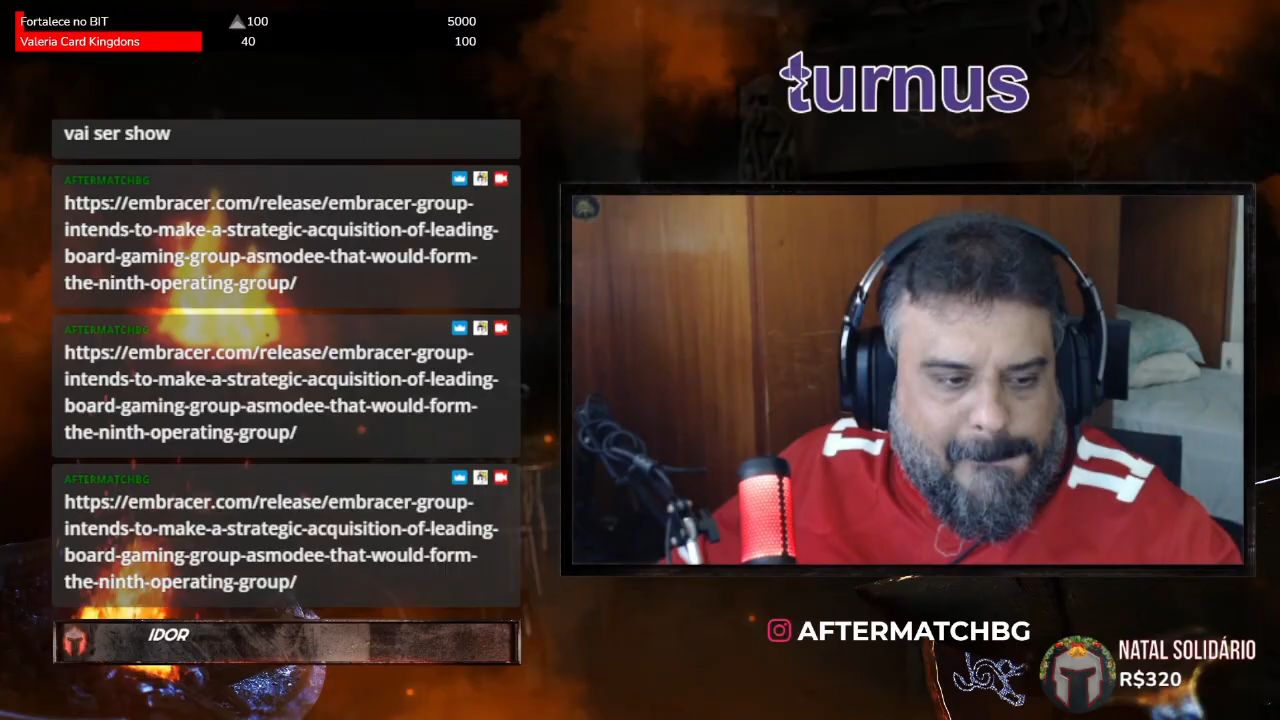 Fortalece no BIT 100 5000
Valeria Card Kingdons 40 100
turnus
vai ser show
AFTERMATCHBG
https://embracer.com/release/embracer-group-
intends-to-make-a-strategic-acquisition-of-leading-
board-gaming-group-asmodee-that-would-form-
the-ninth-operating-group/
AFTERMATCHBG
https://embracer.com/release/embracer-group-
intends-to-make-a-strategic-acquisition-of-leading-
board-gaming-group-asmodee-that-would-form-
the-ninth-operating-group/
AFTERMATCHBG
https://embracer.com/release/embracer-group-
intends-to-make-a-strategic-acquisition-of-leading-
board-gaming-group-asmodee-that-would-form-
the-ninth-operating-group/
IDOR
11
AFTERMATCHBG
NATAL SOLIDÁRIO
R$320